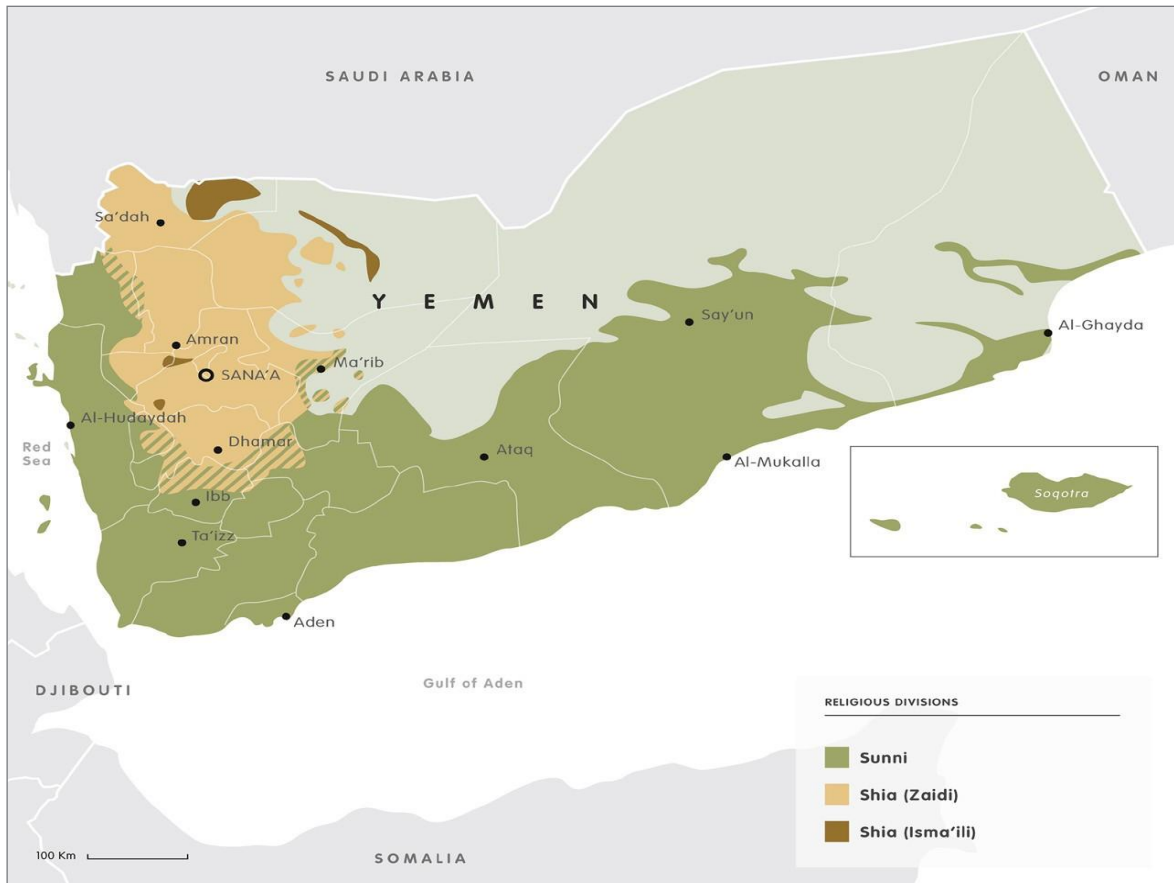 SAUDI ARABIA
OMAN
Sa'dah
YEMEN
Amran
Say'un
Al-Ghayda
Ma'rib
SANA'A
Al-Hudaydah
Red
Sea
Dhamar
Ataq
Al-Mukalla
Ibb
Soqotra
Ta'izz
Aden
DJIBOUTI
Gulf of Aden
RELIGIOUS DIVISIONS
Sunni
Shia (Zaidi)
Shia (Isma'ili)
100 Km
SOMALIA